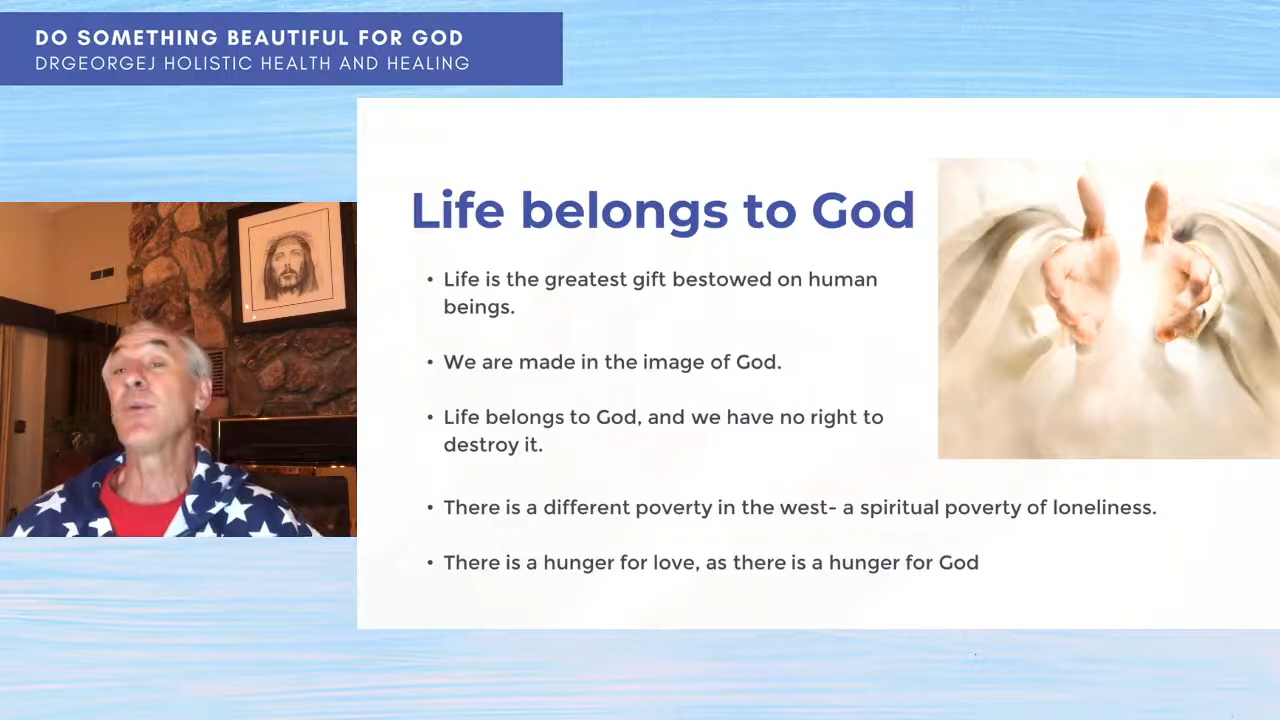 DO SOMETHING BEAUTIFUL FOR GOD
DRGEORGEJ HOLISTIC HEALTH AND HEALING
Life belongs to God
• Life is the greatest gift bestowed on human
beings.
• We are made in the image of God.
• Life belongs to God, and we have no right to
destroy it.
• There is a different poverty in the west- a spiritual poverty of loneliness.
• There is a hunger for love, as there is a hunger for God